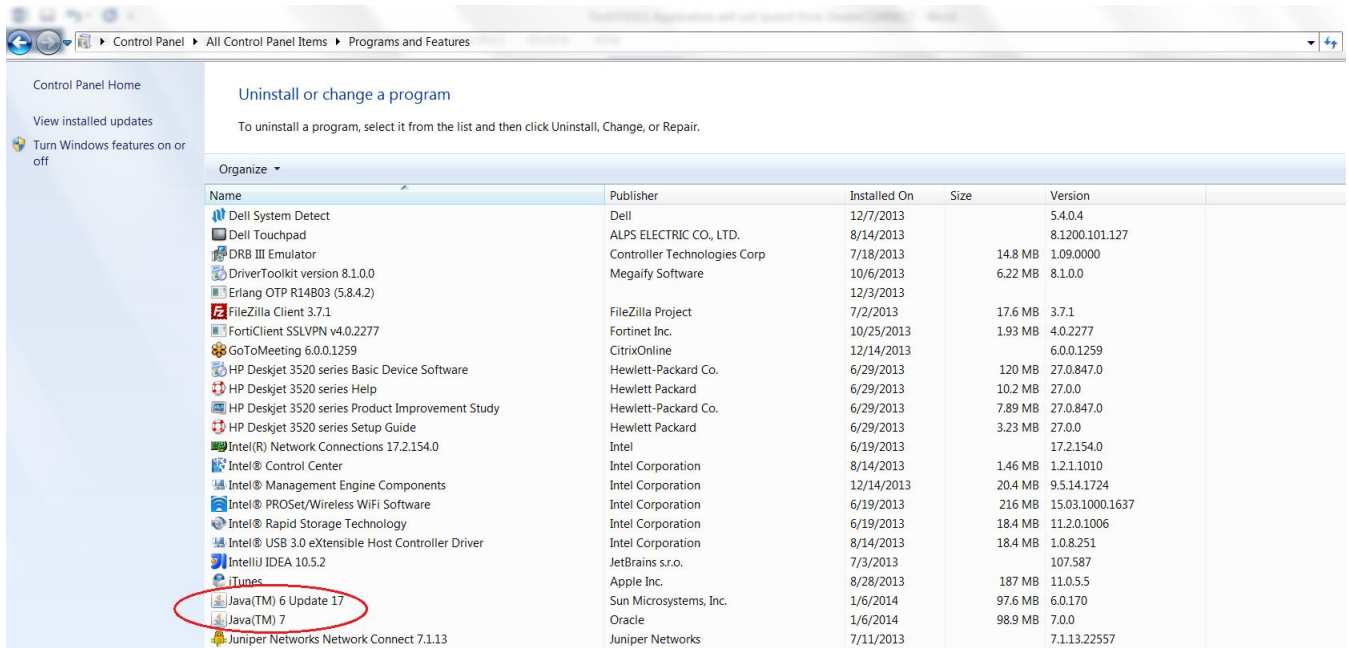 Control Panel ▸ All Control Panel Items ▸ Programs and Features
Control Panel Home
View installed updates
Turn Windows features on or
off
Uninstall or change a program
To uninstall a program, select it from the list and then click Uninstall, Change, or Repair.
Organize
Name Publisher Installed On Size Version
Dell System Detect Dell 12/7/2013 5.4.0.4
Dell Touchpad ALPS ELECTRIC CO., LTD. 8/14/2013 8.1200.101.127
DRB III Emulator Controller Technologies Corp 7/18/2013 14.8 MB 1.09.0000
DriverToolkit version 8.1.0.0 Megaify Software 10/6/2013 6.22 MB 8.1.0.0
Erlang OTP R14B03 (5.8.4.2) 12/3/2013
FileZilla Client 3.7.1 FileZilla Project 7/2/2013 17.6 MB 3.7.1
FortiClient SSLVPN v4.0.2277 Fortinet Inc. 10/25/2013 1.93 MB 4.0.2277
GoToMeeting 6.0.0.1259 CitrixOnline 12/14/2013 6.0.0.1259
HP Deskjet 3520 series Basic Device Software Hewlett-Packard Co. 6/29/2013 120 MB 27.0.847.0
HP Deskjet 3520 series Help Hewlett Packard 6/29/2013 10.2 MB 27.0.0
HP Deskjet 3520 series Product Improvement Study Hewlett-Packard Co. 6/29/2013 7.89 MB 27.0.847.0
HP Deskjet 3520 series Setup Guide Hewlett Packard 6/29/2013 3.23 MB 27.0.0
Intel(R) Network Connections 17.2.154.0 Intel 6/19/2013 17.2.154.0
Intel® Control Center Intel Corporation 8/14/2013 1.46 MB 1.2.1.1010
Intel® Management Engine Components Intel Corporation 12/14/2013 20.4 MB 9.5.14.1724
Intel® PROSet/Wireless WiFi Software Intel Corporation 6/19/2013 216 MB 15.03.1000.1637
Intel® Rapid Storage Technology Intel Corporation 6/19/2013 18.4 MB 11.2.0.1006
Intel® USB 3.0 eXtensible Host Controller Driver Intel Corporation 8/14/2013 18.4 MB 1.0.8.251
IntelliJ IDEA 10.5.2 JetBrains s.r.o. 7/3/2013 107.587
iTunes Apple Inc. 8/28/2013 187 MB 11.0.5.5
Java(TM) 6 Update 17 Sun Microsystems, Inc. 1/6/2014 97.6 MB 6.0.170
Java(TM) 7 Oracle 1/6/2014 98.9 MB 7.0.0
Juniper Networks Network Connect 7.1.13 Juniper Networks 7/11/2013 7.1.13.22557